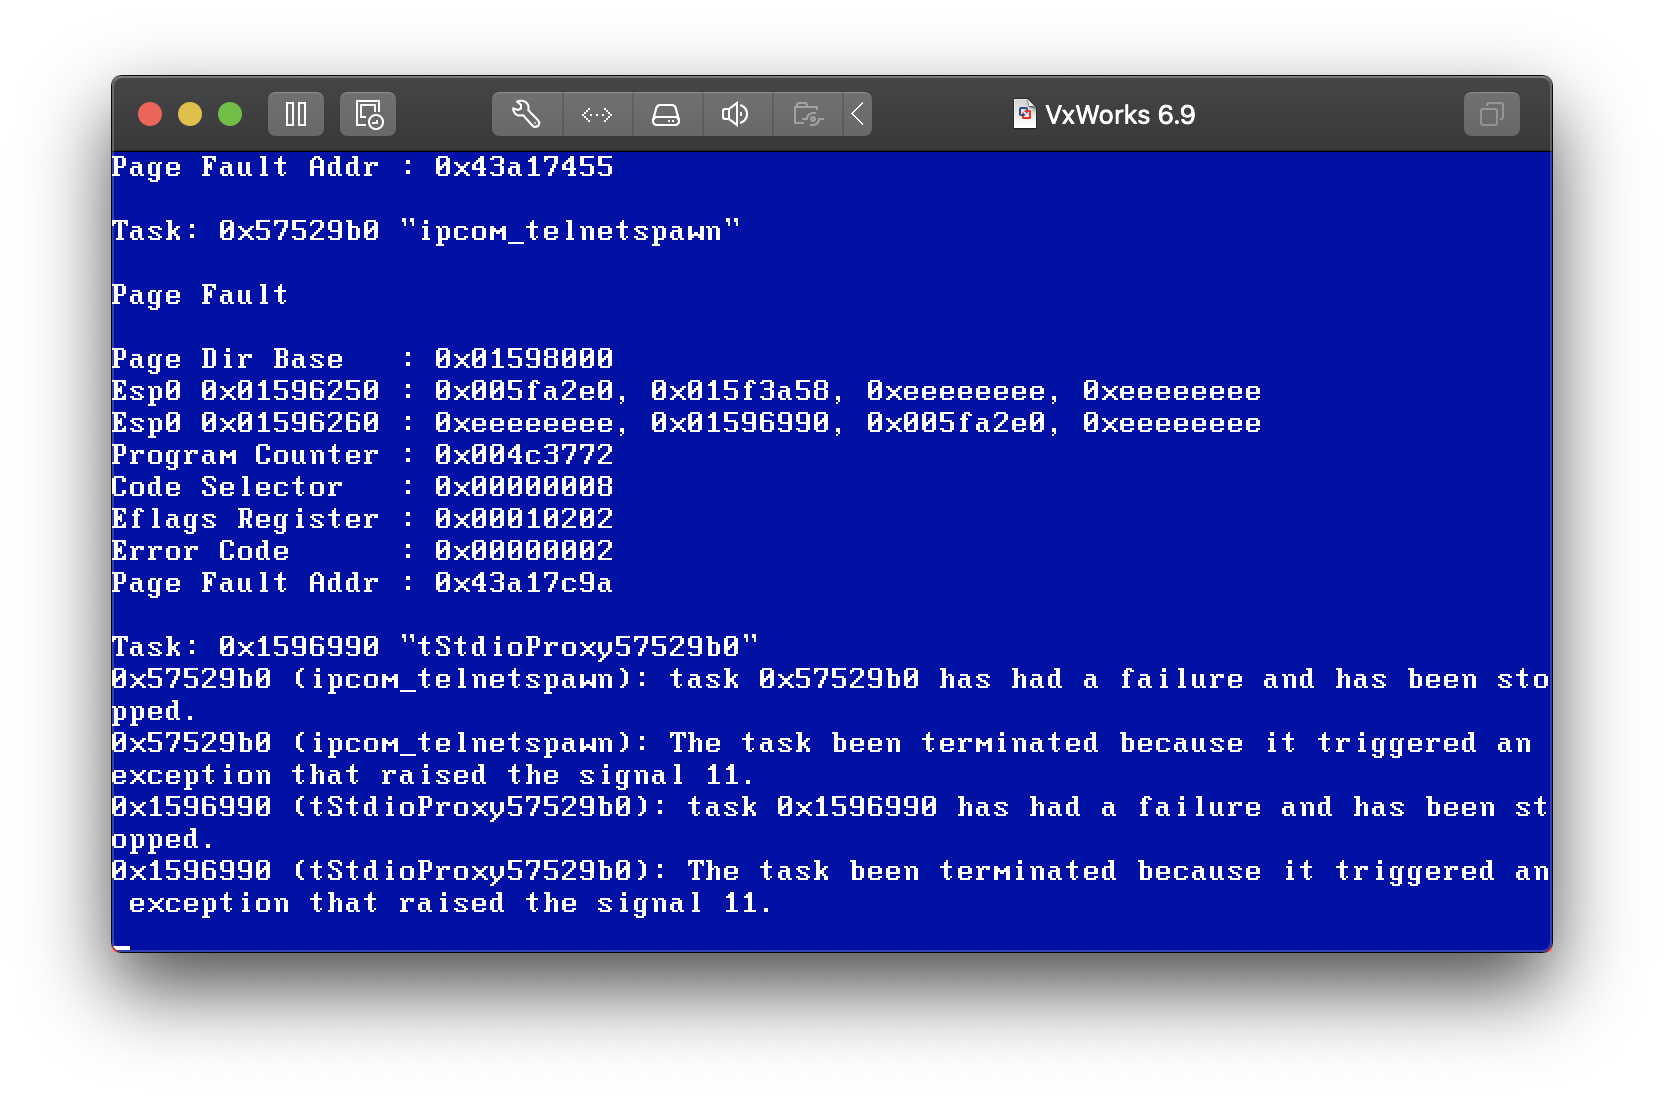 VxWorks 6.9
Page Fault Addr : 0x43a17455
Task: 0x57529b0 "ipcom_telnetspawn"
Page Fault
Page Dir Base   : 0x01598000
Esp0 0x01596250 : 0x005fa2e0, 0x015f3a58, 0xeeeeeeee, 0xeeeeeeee
Esp0 0x01596260 : 0xeeeeeeee, 0x01596990, 0x005fa2e0, 0xeeeeeeee
Program Counter : 0x004c3772
Code Selector   : 0x00000008
Eflags Register : 0x00010202
Error Code      : 0x00000002
Page Fault Addr : 0x43a17c9a
Task: 0x1596990 "tStdioProxy57529b0"
0x57529b0 (ipcom_telnetspawn): task 0x57529b0 has had a failure and has been sto
pped.
0x57529b0 (ipcom_telnetspawn): The task been terminated because it triggered an
exception that raised the signal 11.
0x1596990 (tStdioProxy57529b0): task 0x1596990 has had a failure and has been st
opped.
0x1596990 (tStdioProxy57529b0): The task been terminated because it triggered an
 exception that raised the signal 11.